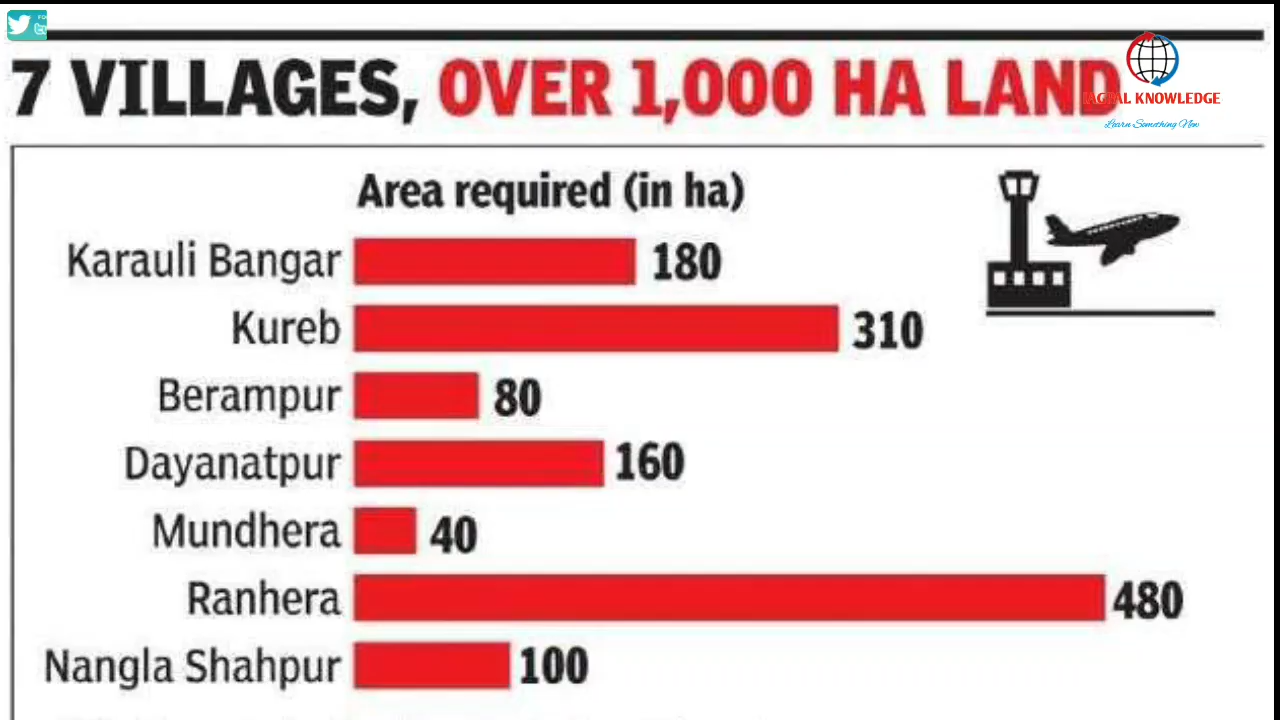 7 VILLAGES, OVER 1,000 HA LAND
KNOWLEDGE
Learn Something New
Area required (in ha)
Karauli Bangar 180
Kureb 310
Berampur 80
Dayanatpur 160
Mundhera 40
Ranhera 480
Nangla Shahpur 100